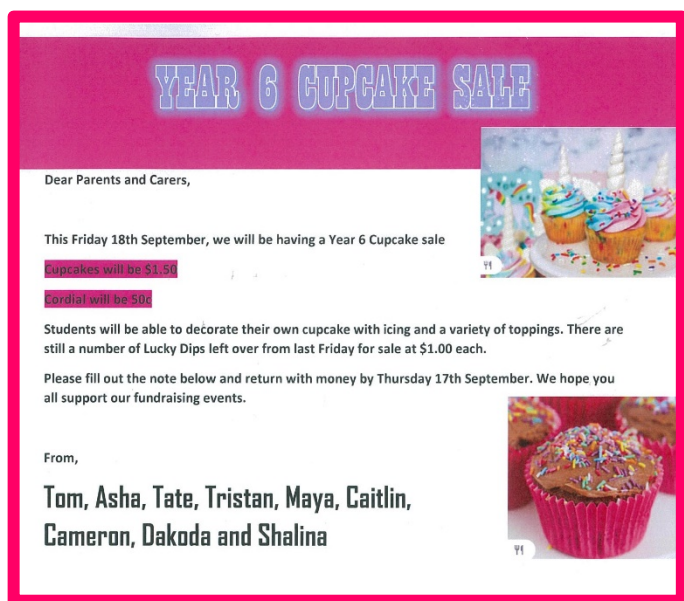 YEAR 6 CUPCAKE SALE
Dear Parents and Carers,
This Friday 18th September, we will be having a Year 6 Cupcake sale
Cupcakes will be $1.50
Cordial will be 50c
Students will be able to decorate their own cupcake with icing and a variety of toppings. There are
still a number of Lucky Dips left over from last Friday for sale at $1.00 each.
Please fill out the note below and return with money by Thursday 17th September. We hope you
all support our fundraising events.
From,
Tom, Asha, Tate, Tristan, Maya, Caitlin,
Cameron, Dakoda and Shalina